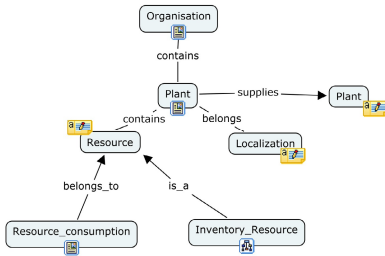 Organisation
contains
Plant
supplies
Plant
contains
belongs
Resource
Localization
belongs_to
is_a
Resource_consumption
Inventory_Resource